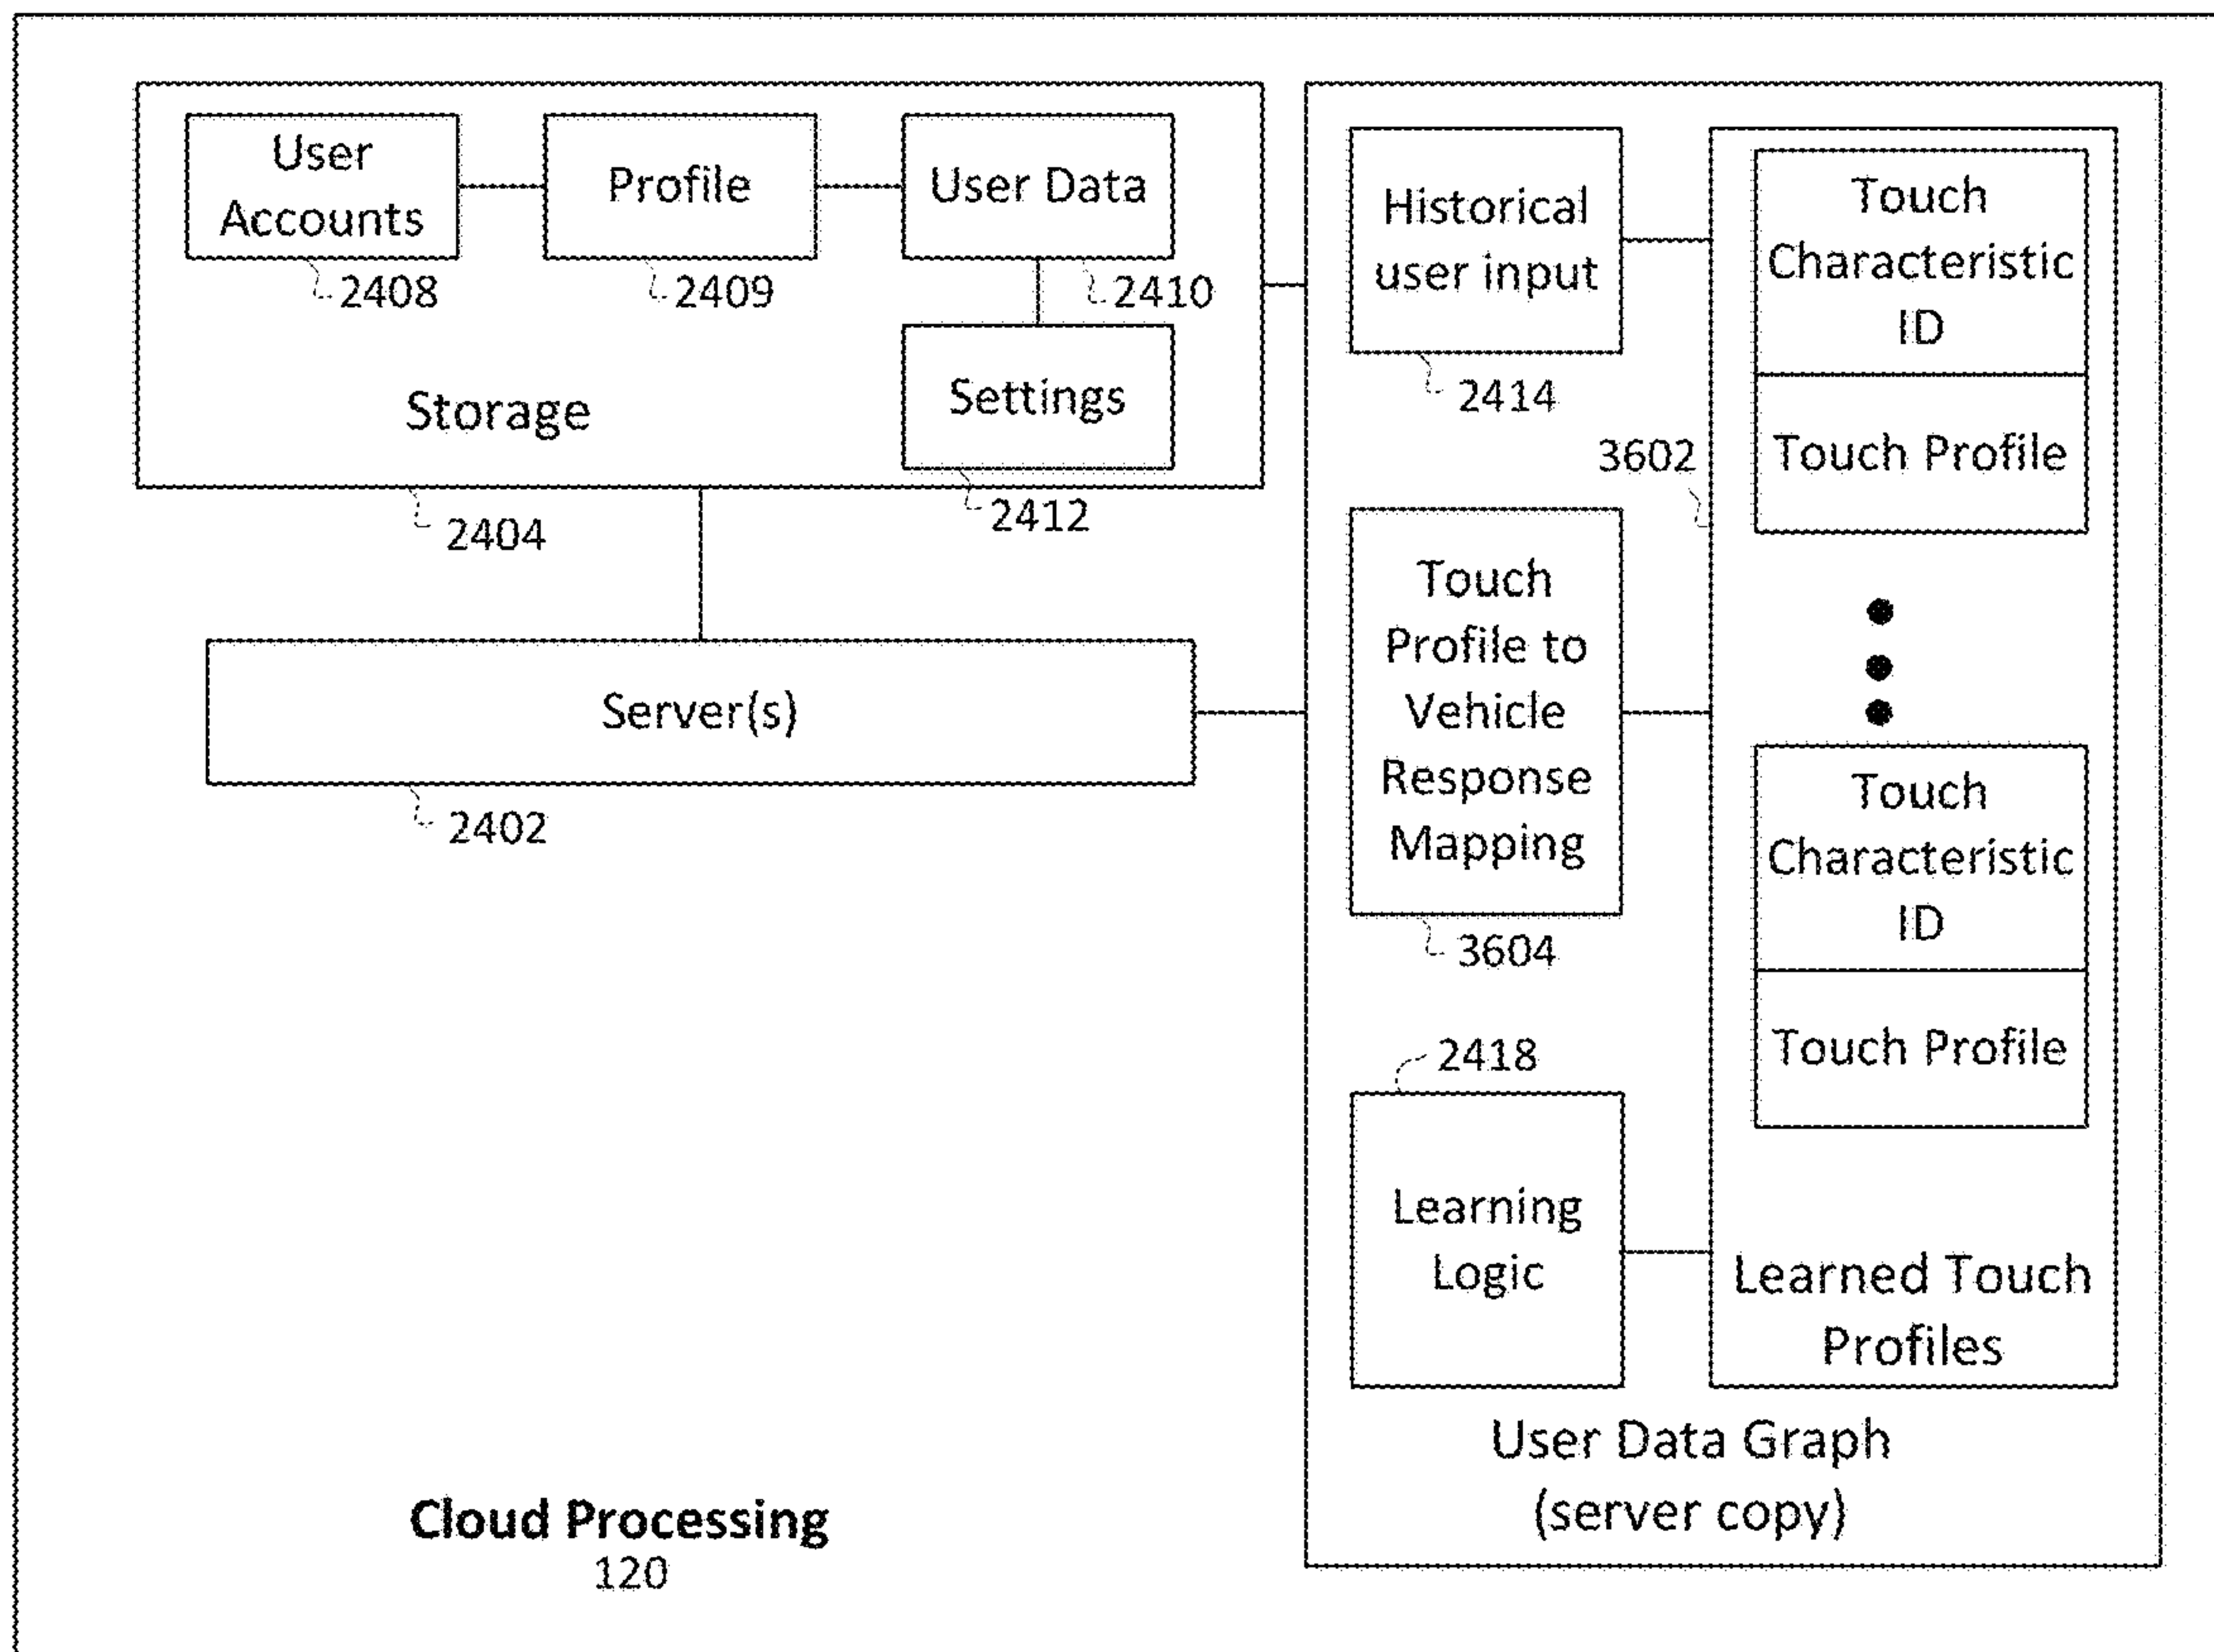 User
Accounts
2408
Profile
2409
User Data
2410
Settings
2412
Storage
2404
Server(s)
2402
Historical
user input
2414
3602
Touch
Characteristic
ID
Touch Profile
Touch
Profile to
Vehicle
Response
Mapping
3604
Touch
Characteristic
ID
Touch Profile
2418
Learning
Logic
Learned Touch
Profiles
User Data Graph
(server copy)
Cloud Processing
120